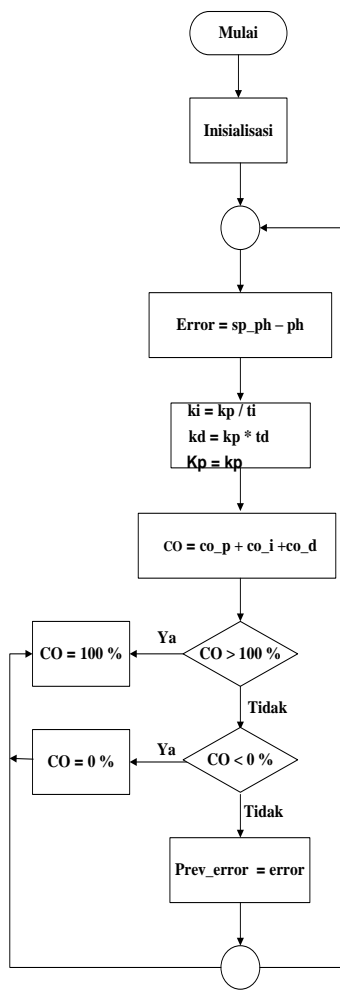 Mulai
Inisialisasi
Error = sp_ph – ph
ki = kp / ti
kd = kp * td
Kp = kp
CO = co_p + co_i +co_d
CO > 100 %
Ya
CO = 100 %
Tidak
CO < 0 %
Ya
CO = 0 %
Tidak
Prev_error = error